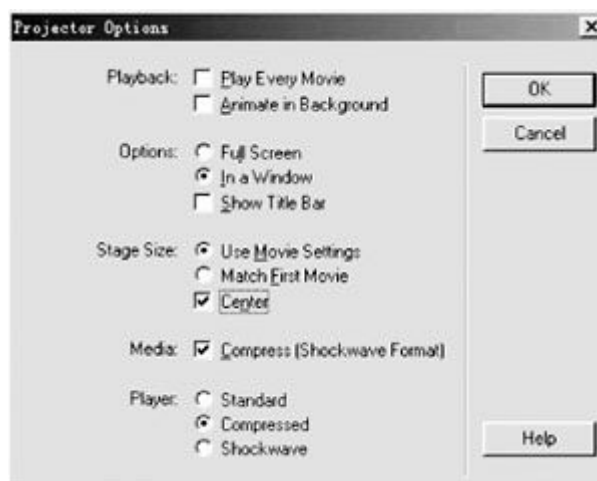 Projector Options
Playback: Play Every Movie
Animate in Background
OK
Cancel
Options: Full Screen
In a Window
Show Title Bar
Stage Size: Use Movie Settings
Match First Movie
Center
Media: Compress (Shockwave Format)
Player: Standard
Compressed
Shockwave
Help